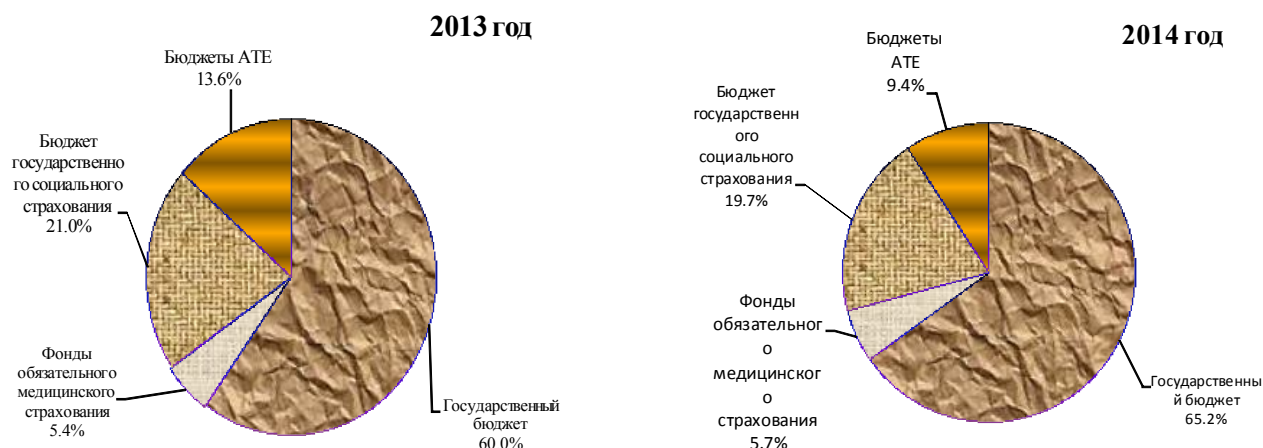 2013 год
Бюджеты АТЕ
13.6%
Бюджет
государственно
го социального
страхования
21.0%
Фонды
обязательного
медицинского
страхования
5.4%
Государственный
бюджет
60.0%
2014 год
Бюджеты
АТЕ
9.4%
Бюджет
государственн
ого
социального
страхования
19.7%
Фонды
обязательног
о
медицинског
о
страхования
5.7%
Государственны
й бюджет
65.2%